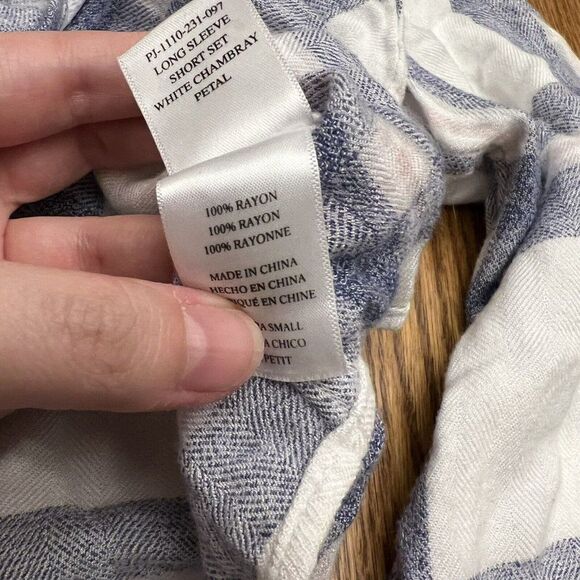 PJ-1110-231-097
LONG SLEEVE
SHORT SET
WHITE CHAMBRAY
PETAL
100% RAYON
100% RAYON
100% RAYONNE
MADE IN CHINA
HECHO EN CHINA
EN CHINE
SMALL
CHICO
PETIT